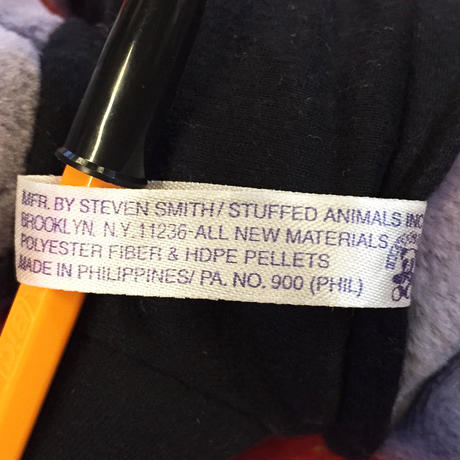 MFR. BY STEVEN SMITH/STUFFED ANIMALS INC
BROOKLYN, N.Y. 11236-ALL NEW MATERIALS
POLYESTER FIBER & HDPE PELLETS
MADE IN PHILIPPINES/ PA. NO. 900 (PHIL)